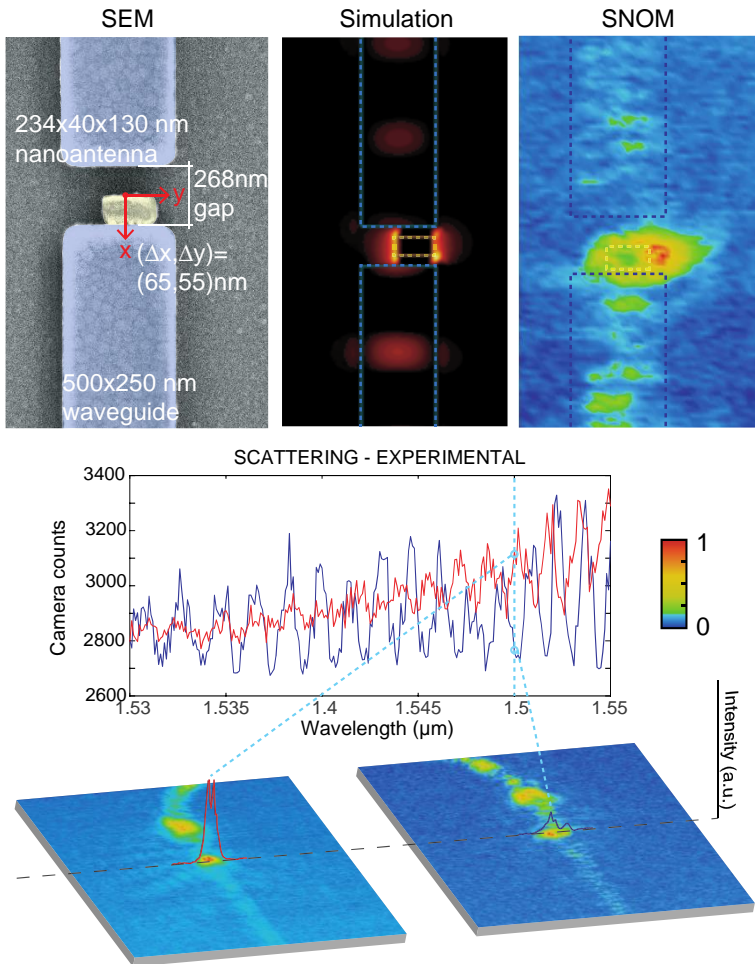 SEM
Simulation
SNOM
234x40x130 nm
nanoantenna
268nm
gap
y
x
(Δx,Δy)=
(65,55)nm
500x250 nm
waveguide
SCATTERING - EXPERIMENTAL
Camera counts
3400
3200
3000
2800
2600
1.53
1.535
1.4
1.545
1.5
1.55
Wavelength (μm)
1
0
Intensity (a.u.)